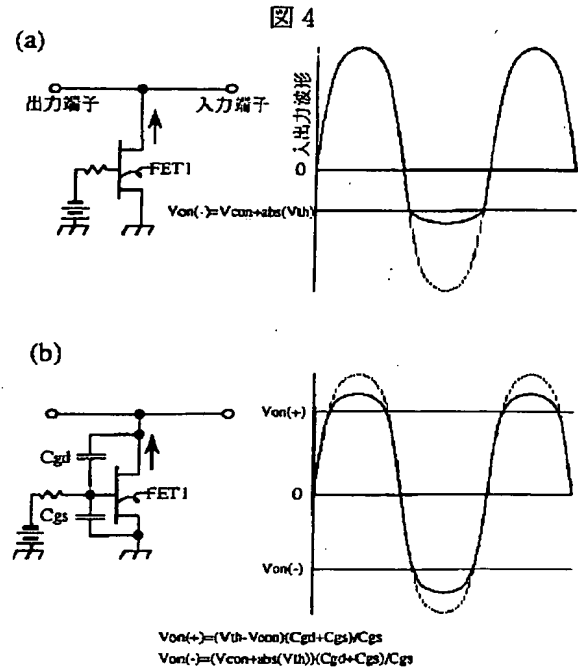 図4
(a)
出力端子
入力端子
FET1
入出力波形
0
Von(-)=Vcon+abs(Vth)
(b)
Cgd
FET1
Cgs
Von(+)
0
Von(-)
Von(+)=(Vth-Vcon)(Cgd+Cgs)/Cgs
Von(-)=(Vcon+abs(Vth))(Cgd+Cgs)/Cgs